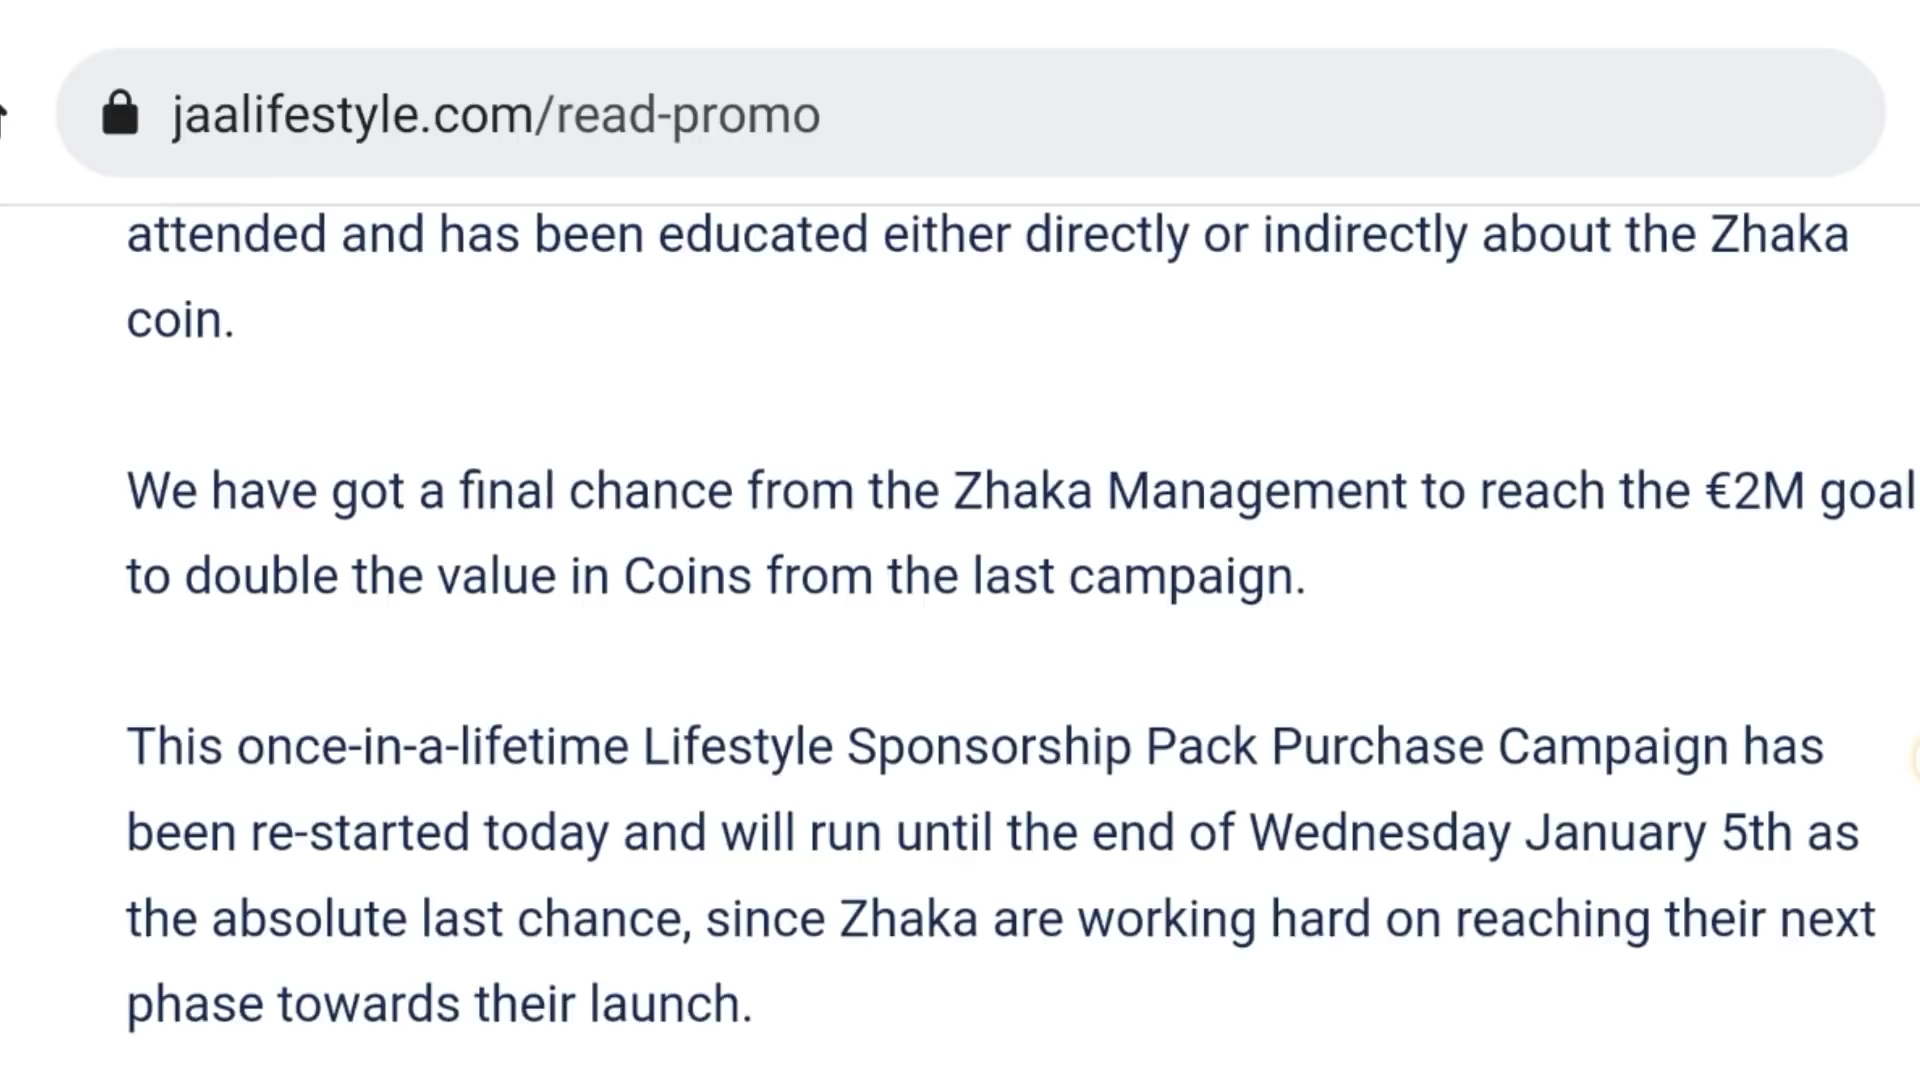 jaalifestyle.com/read-promo
attended and has been educated either directly or indirectly about the Zhaka
coin.
We have got a final chance from the Zhaka Management to reach the €2M goal
to double the value in Coins from the last campaign.
This once-in-a-lifetime Lifestyle Sponsorship Pack Purchase Campaign has
been re-started today and will run until the end of Wednesday January 5th as
the absolute last chance, since Zhaka are working hard on reaching their next
phase towards their launch.